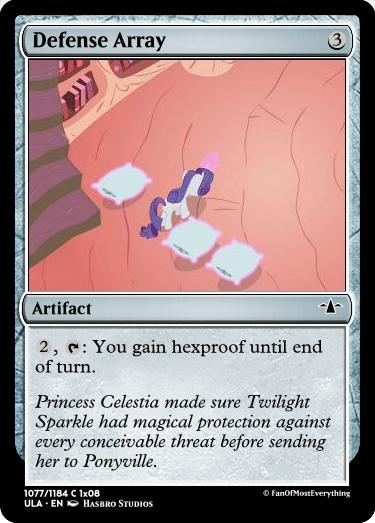 Defense Array 3
Artifact
2, : You gain hexproof until end
of turn.
Princess Celestia made sure Twilight
Sparkle had magical protection against
every conceivable threat before sending
her to Ponyville.
1077/1184 C 1x08
ULA • EN Hasbro Studios
© FanOfMostEverything